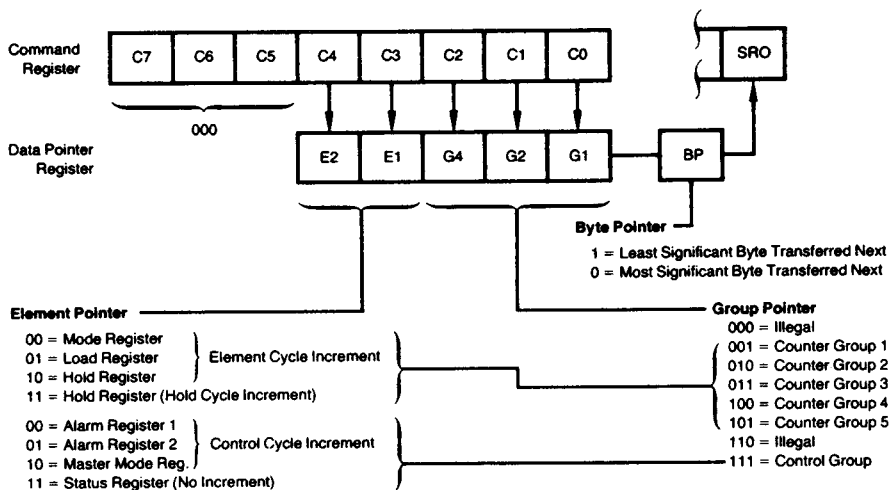 Command
Register
C7 C6 C5 C4 C3 C2 C1 C0
SRO
000
Data Pointer
Register
E2 E1 G4 G2 G1
BP
Byte Pointer
1 = Least Significant Byte Transferred Next
0 = Most Significant Byte Transferred Next
Element Pointer
00 = Mode Register
01 = Load Register
10 = Hold Register
Element Cycle Increment
11 = Hold Register (Hold Cycle Increment)
00 = Alarm Register 1
01 = Alarm Register 2
10 = Master Mode Reg.
Control Cycle Increment
11 = Status Register (No Increment)
Group Pointer
000 = Illegal
001 = Counter Group 1
010 = Counter Group 2
011 = Counter Group 3
100 = Counter Group 4
101 = Counter Group 5
110 = Illegal
111 = Control Group